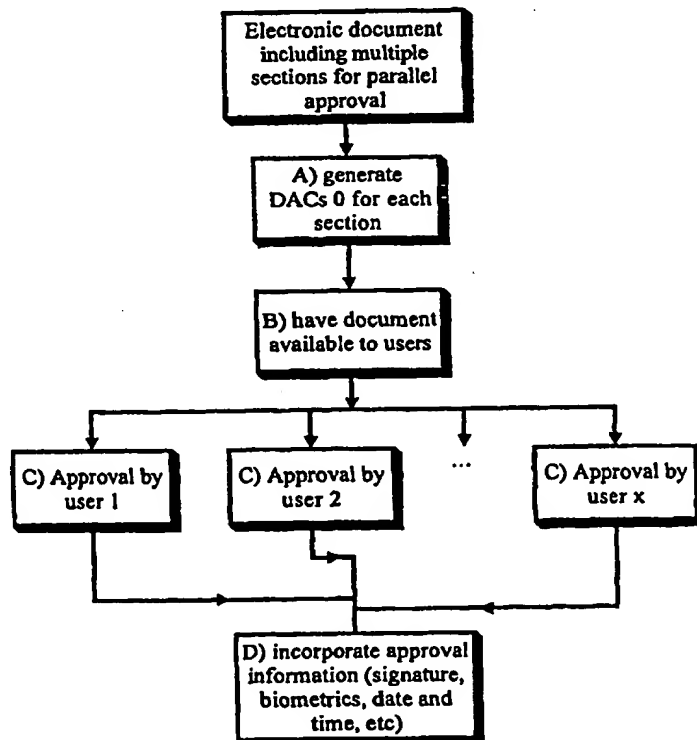 Electronic document
including multiple
sections for parallel
approval
A) generate
DACs 0 for each
section
B) have document
available to users
C) Approval by
user 1
C) Approval by
user 2
...
C) Approval by
user x
D) incorporate approval
information (signature,
biometrics, date and
time, etc)